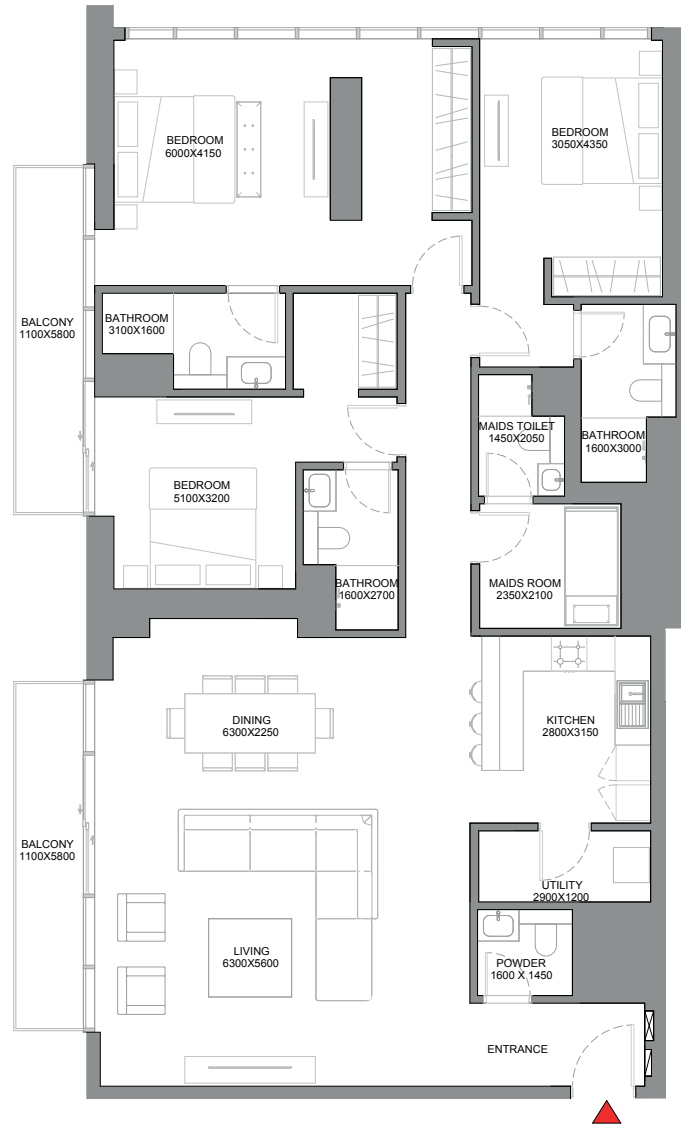 BEDROOM
6000X4150
BEDROOM
3050X4350
BALCONY
1100X5800
BATHROOM
3100X1600
MAIDS TOILET
1450X2050
BATHROOM
1600X3000
BEDROOM
5100X3200
BATHROOM
1600X2700
MAIDS ROOM
2350X2100
DINING
6300X2250
KITCHEN
2800X3150
BALCONY
1100X5800
UTILITY
2900X1200
LIVING
6300X5600
POWDER
1600 X 1450
ENTRANCE